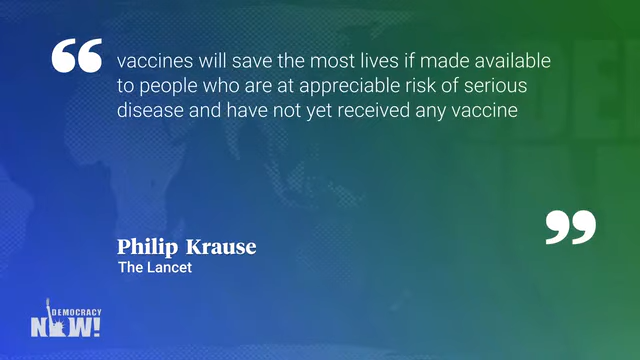 “
vaccines will save the most lives if made available
to people who are at appreciable risk of serious
disease and have not yet received any vaccine
”
Philip Krause
The Lancet
DEMOCRACY
NOW!